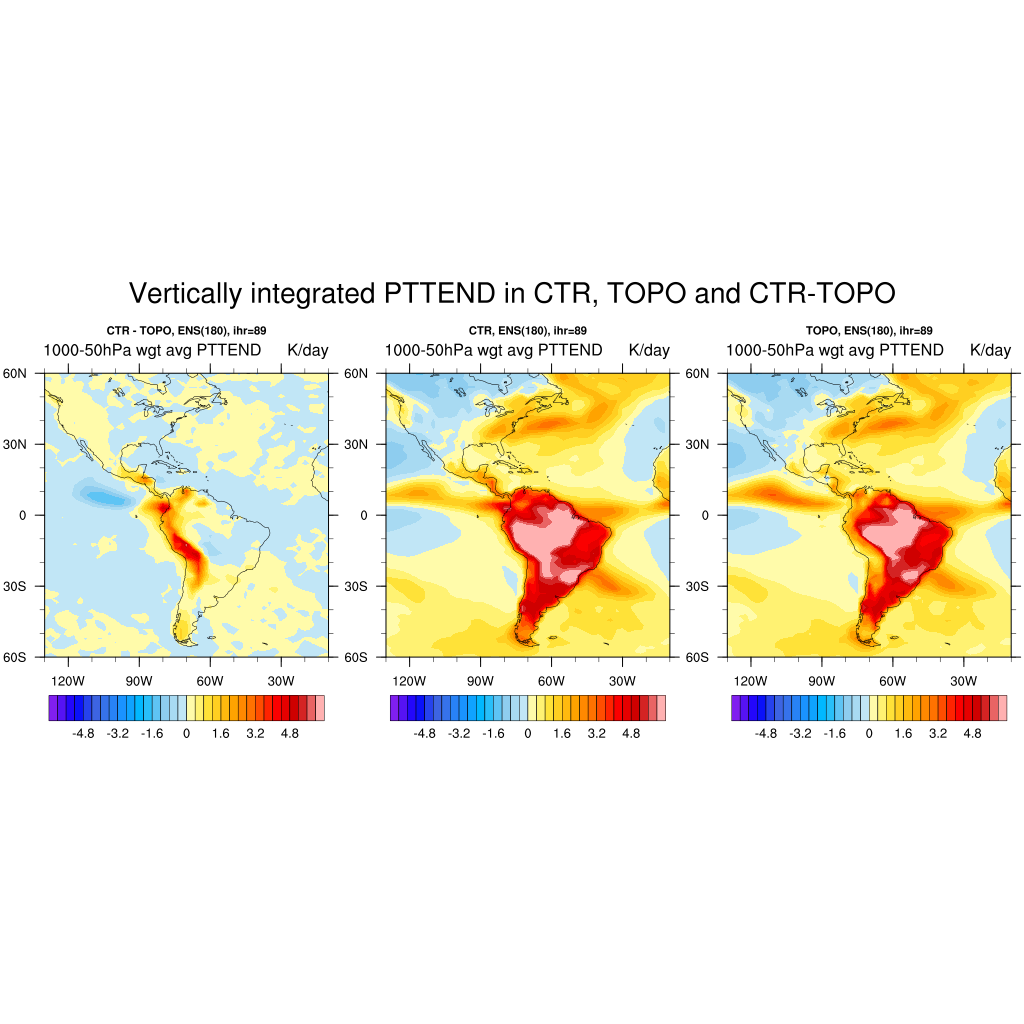 Vertically integrated PTTEND in CTR, TOPO and CTR-TOPO
CTR - TOPO, ENS(180), ihr=89
1000-50hPa wgt avg PTTEND K/day
60N
30N
0
30S
60S
120W 90W 60W 30W
-4.8 -3.2 -1.6 0 1.6 3.2 4.8
CTR, ENS(180), ihr=89
1000-50hPa wgt avg PTTEND K/day
60N
30N
0
30S
60S
120W 90W 60W 30W
-4.8 -3.2 -1.6 0 1.6 3.2 4.8
TOPO, ENS(180), ihr=89
1000-50hPa wgt avg PTTEND K/day
60N
30N
0
30S
60S
120W 90W 60W 30W
-4.8 -3.2 -1.6 0 1.6 3.2 4.8